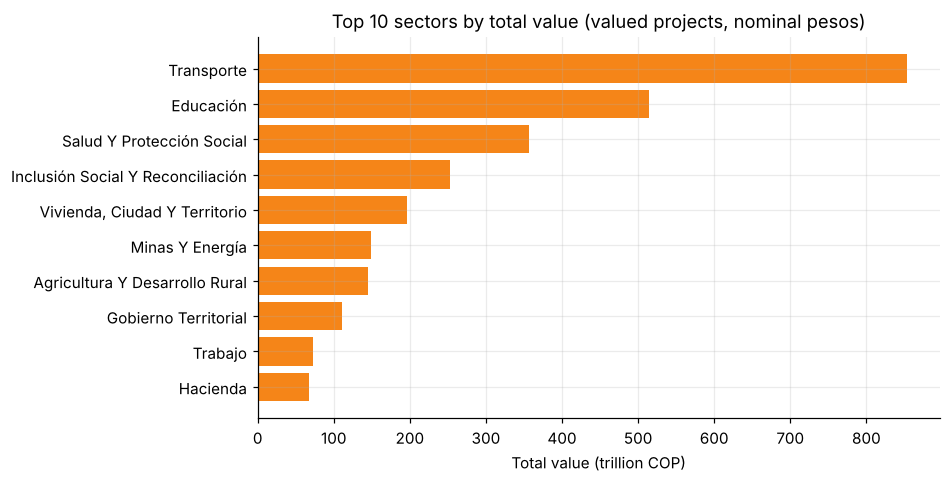 Top 10 sectors by total value (valued projects, nominal pesos)
Transporte
Educación
Salud Y Protección Social
Inclusión Social Y Reconciliación
Vivienda, Ciudad Y Territorio
Minas Y Energía
Agricultura Y Desarrollo Rural
Gobierno Territorial
Trabajo
Hacienda
0 100 200 300 400 500 600 700 800
Total value (trillion COP)